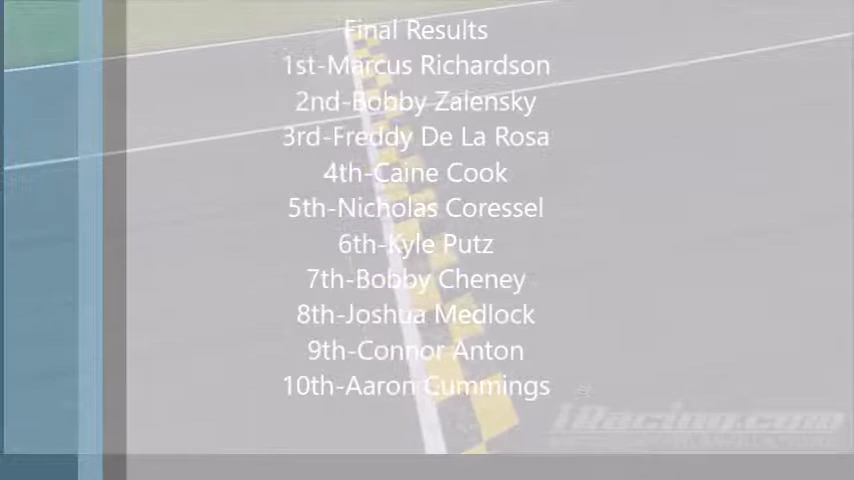 Final Results
1st-Marcus Richardson
2nd-Bobby Zalensky
3rd-Freddy De La Rosa
4th-Caine Cook
5th-Nicholas Coressel
6th-Kyle Putz
7th-Bobby Cheney
8th-Joshua Medlock
9th-Connor Anton
10th-Aaron Cummings
iRacing.com